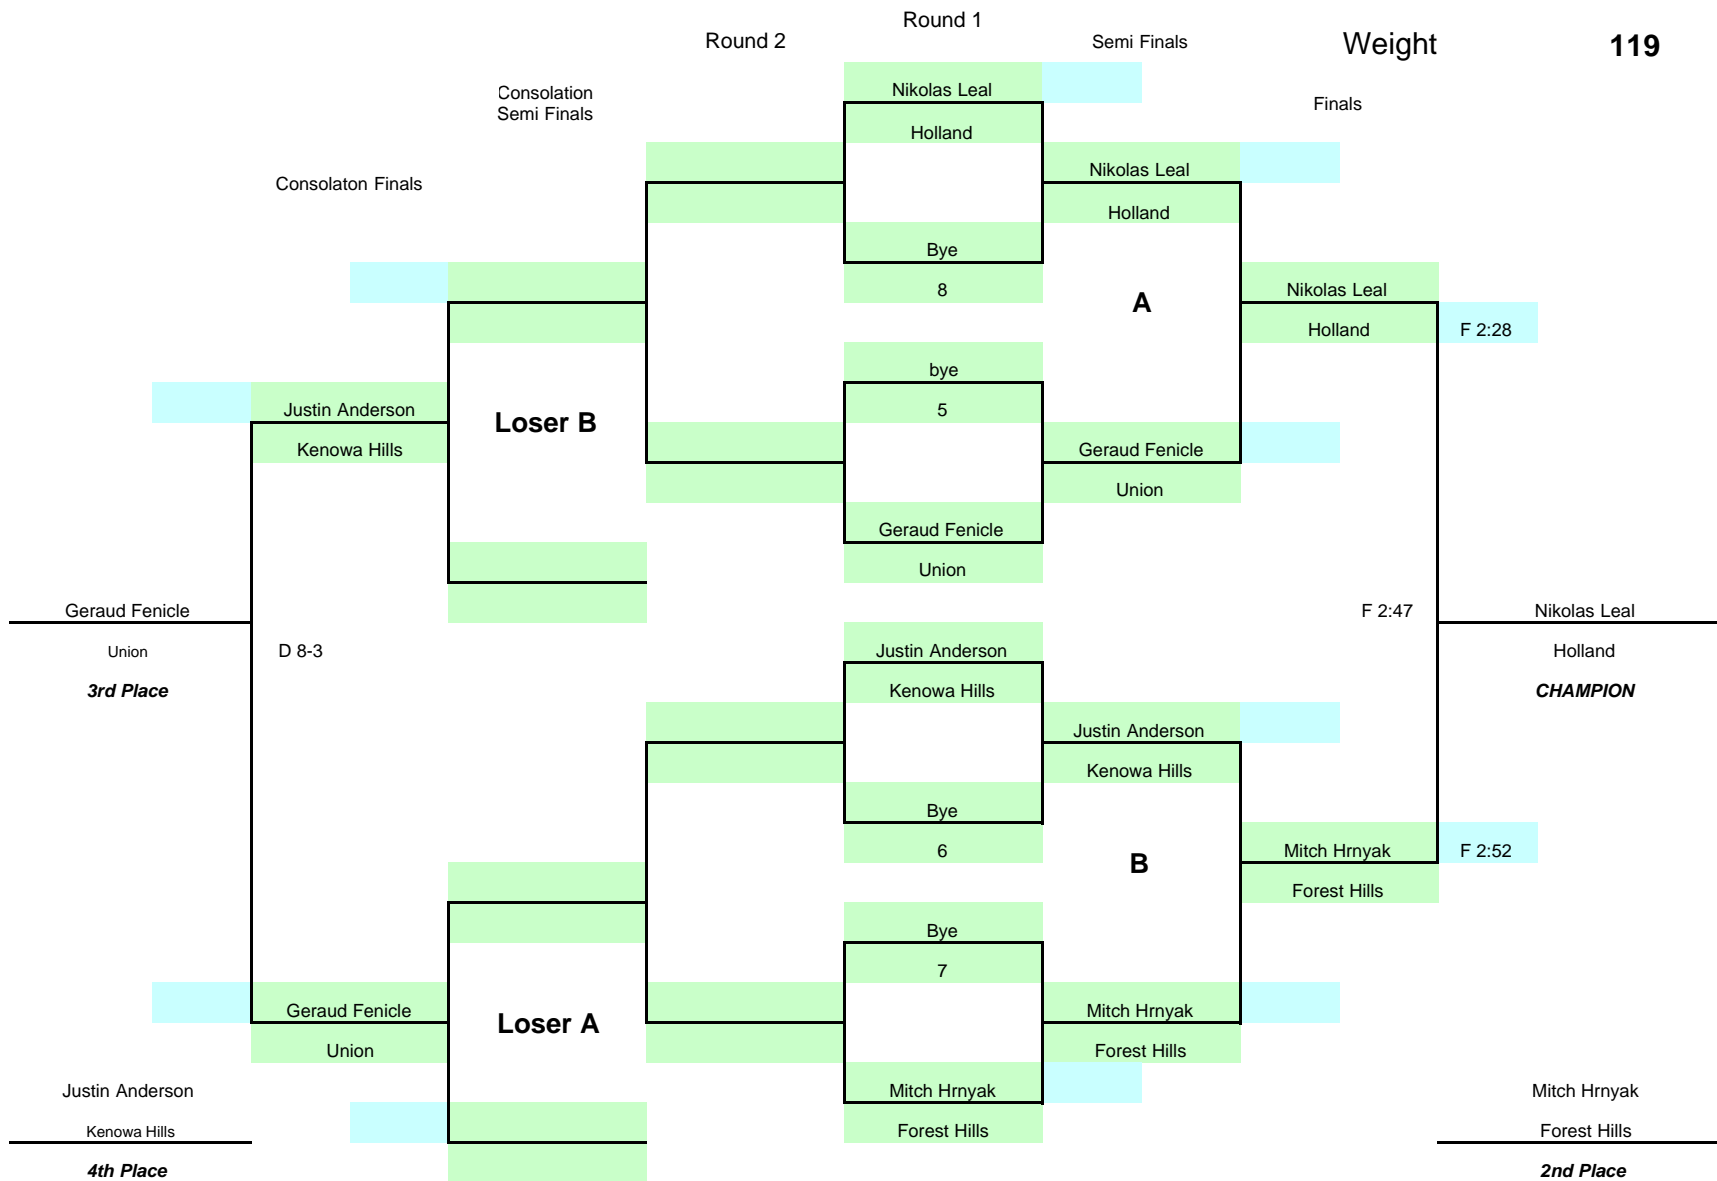 Round 1
Round 2
Semi Finals
Weight
119
Consolation
Semi Finals
Nikolas Leal
Finals
Holland
Consolaton Finals
Nikolas Leal
Holland
Bye
8
A
Nikolas Leal
Holland
F 2:28
bye
5
Justin Anderson
Kenowa Hills
Loser B
Geraud Fenicle
Union
Geraud Fenicle
Union
Geraud Fenicle
Union
3rd Place
D 8-3
F 2:47
Nikolas Leal
Holland
CHAMPION
Justin Anderson
Kenowa Hills
Justin Anderson
Kenowa Hills
Bye
6
B
Mitch Hrnyak
Forest Hills
F 2:52
Bye
7
Geraud Fenicle
Union
Loser A
Mitch Hrnyak
Forest Hills
Mitch Hrnyak
Forest Hills
Justin Anderson
Kenowa Hills
4th Place
Mitch Hrnyak
Forest Hills
2nd Place